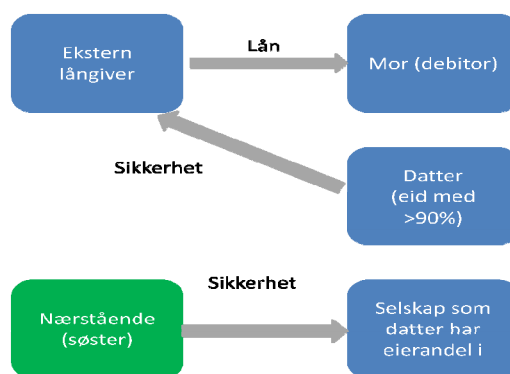 Ekstern
långiver
Lån
Mor (debitor)
Sikkerhet
Datter
(eid med
>90%)
Sikkerhet
Nærstående
(søster)
Selskap som
datter har
eierandel i